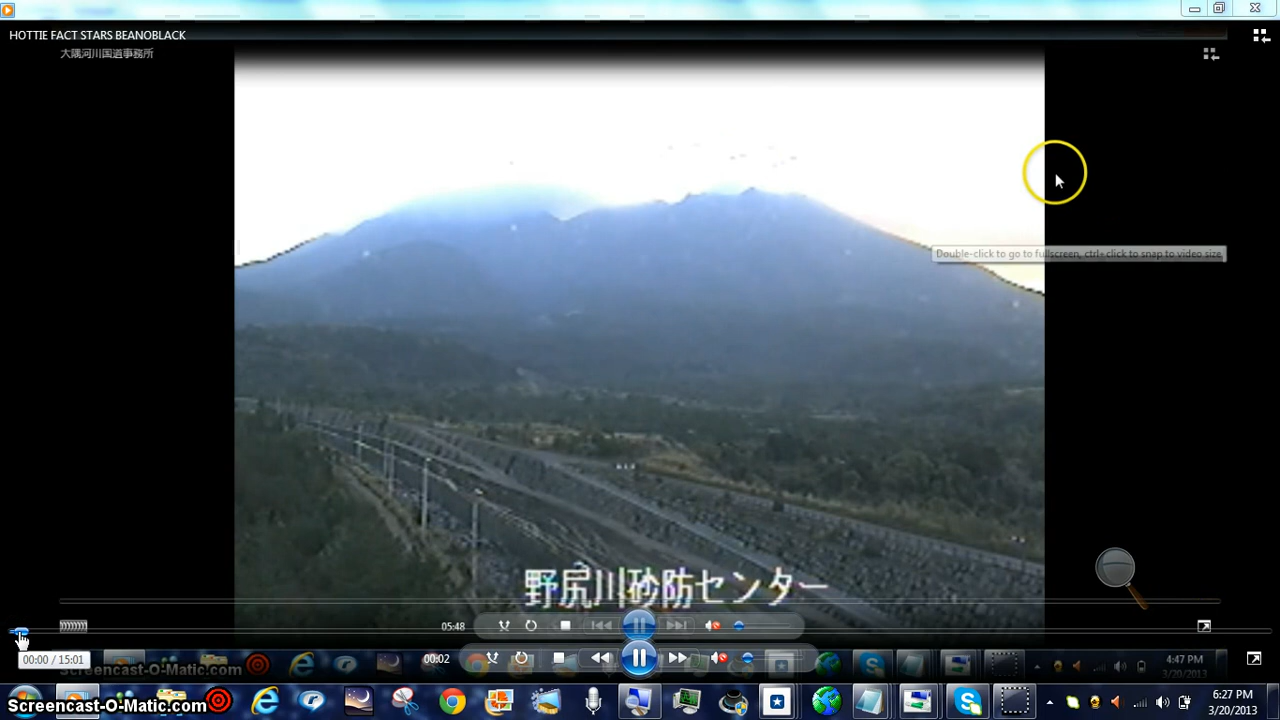 HOTTIE FACT STARS BEANOBLACK
大隅河川国道事務所
Double-click to go to fullscreen, ctrl+click to snap to video size
野尻川砂防センター
05:48
00:02
00:00 / 15:01
Screencast-O-Matic.com
4:47 PM
3/20/2013
Screencast-O-Matic.com
6:27 PM
3/20/2013